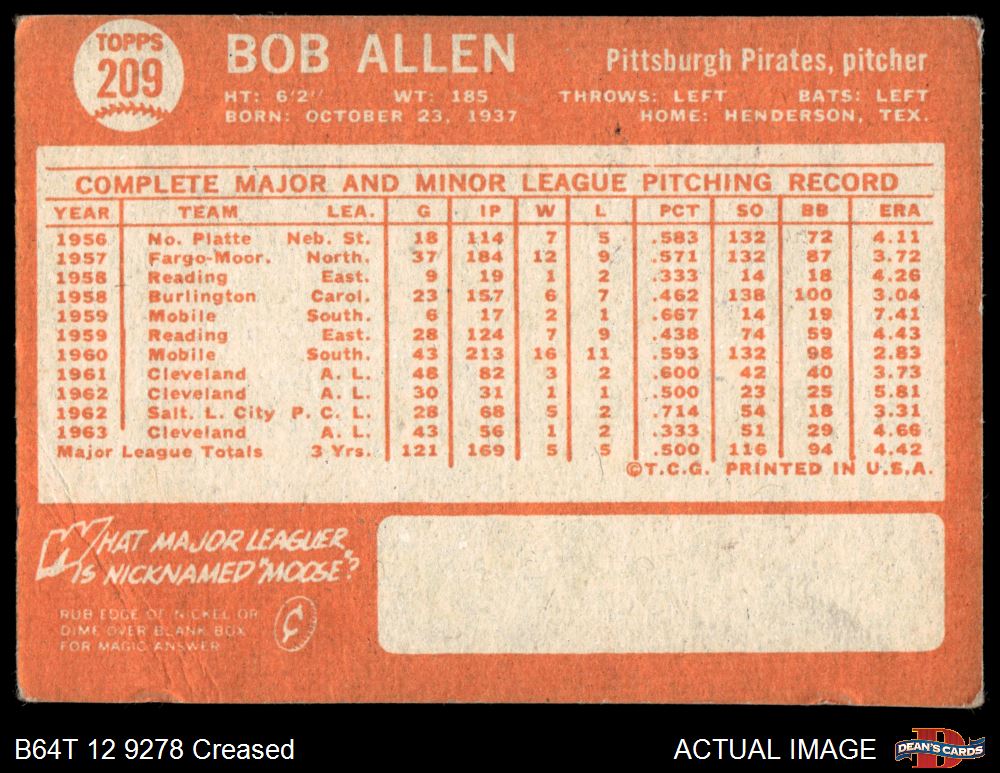 TOPPS
209
BOB ALLEN
Pittsburgh Pirates, pitcher
HT: 6'2" WT: 185 THROWS: LEFT BATS: LEFT
BORN: OCTOBER 23, 1937 HOME: HENDERSON, TEX.
COMPLETE MAJOR AND MINOR LEAGUE PITCHING RECORD
YEAR TEAM LEA. G IP W L PCT SO BB ERA
1956 No. Platte Neb. St. 18 114 7 5 .583 132 72 4.11
1957 Fargo-Moor. North. 37 184 12 9 .571 132 87 3.72
1958 Reading East. 9 19 1 2 .333 14 18 4.26
1958 Burlington Carol. 23 157 6 7 .462 138 100 3.04
1959 Mobile South. 6 17 2 1 .667 14 19 7.41
1959 Reading East. 28 124 7 9 .438 74 59 4.43
1960 Mobile South. 43 213 16 11 .593 132 98 2.83
1961 Cleveland A. L. 48 82 3 2 .600 42 40 3.73
1962 Cleveland A. L. 30 31 1 1 .500 23 25 5.81
1962 Salt. L. City P. C. L. 28 68 5 2 .714 54 18 3.31
1963 Cleveland A. L. 43 56 1 2 .333 51 29 4.66
Major League Totals 3 Yrs. 121 169 5 5 .500 116 94 4.42
©T.C.G. PRINTED IN U.S.A.
WHAT MAJOR LEAGUER
IS NICKNAMED "MOOSE"?
RUB EDGE OF NICKEL OR
DIME OVER BLANK BOX
FOR MAGIC ANSWER
¢
B64T 12 9278 Creased
ACTUAL IMAGE
DEAN'S CARDS